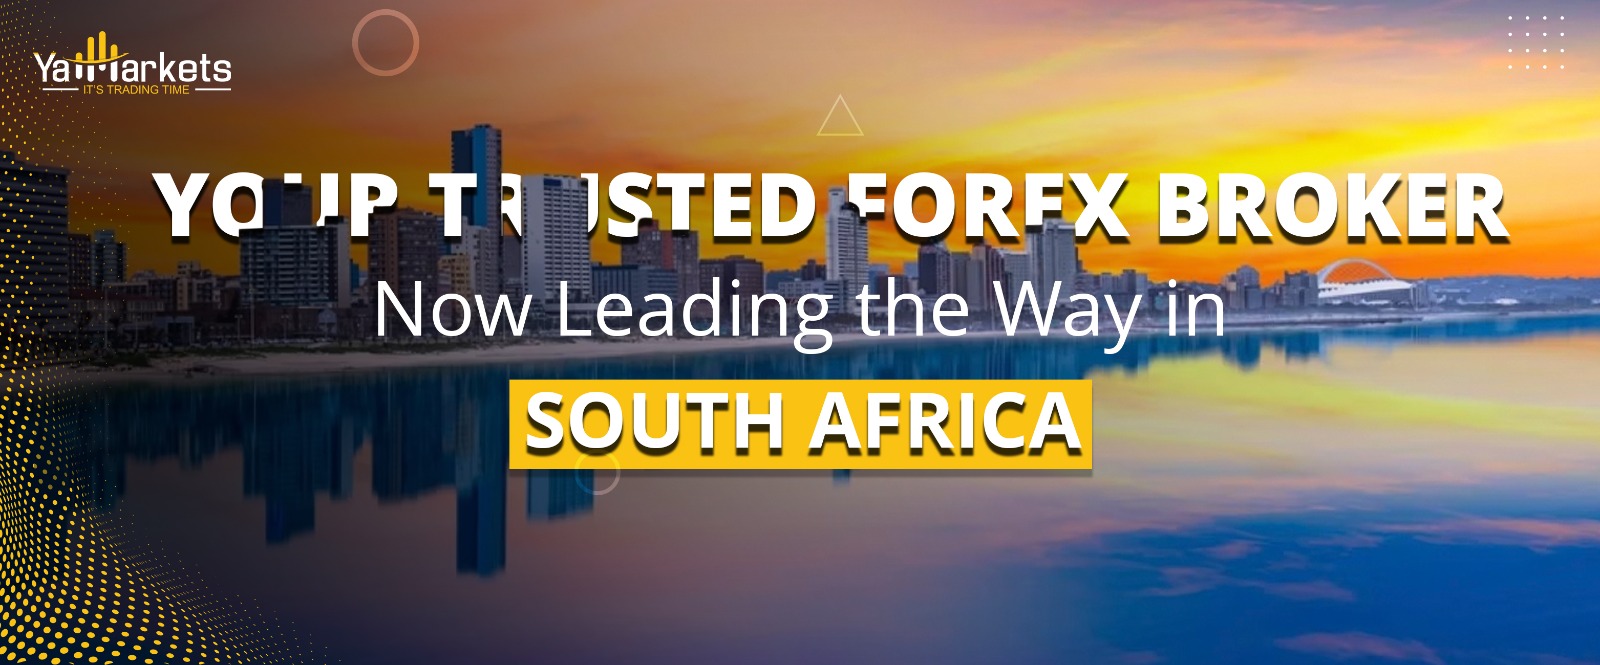 YaMarkets
IT'S TRADING TIME
YOUR TRUSTED FOREX BROKER
Now Leading the Way in
SOUTH AFRICA